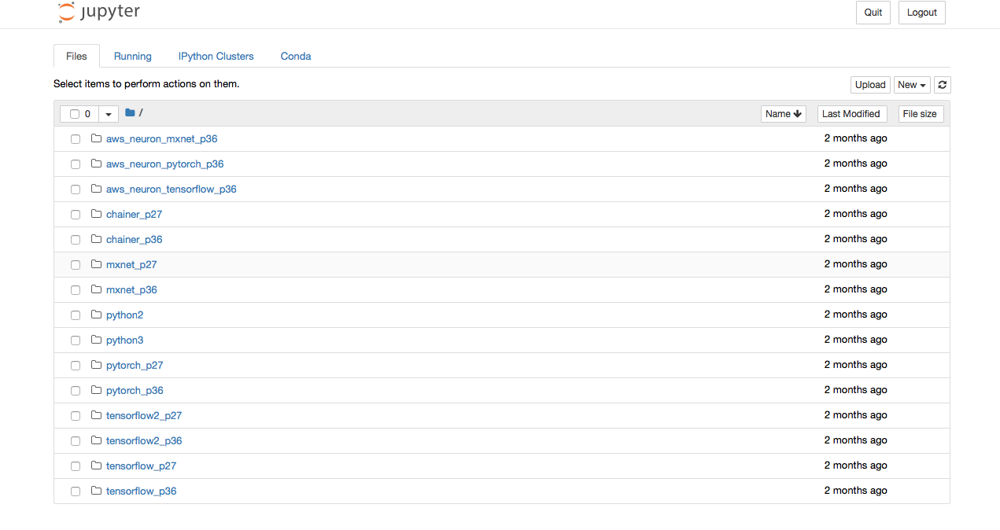 jupyter Quit Logout
Files Running IPython Clusters Conda
Select items to perform actions on them. Upload New
0 / Name Last Modified File size
aws_neuron_mxnet_p36 2 months ago
aws_neuron_pytorch_p36 2 months ago
aws_neuron_tensorflow_p36 2 months ago
chainer_p27 2 months ago
chainer_p36 2 months ago
mxnet_p27 2 months ago
mxnet_p36 2 months ago
python2 2 months ago
python3 2 months ago
pytorch_p27 2 months ago
pytorch_p36 2 months ago
tensorflow2_p27 2 months ago
tensorflow2_p36 2 months ago
tensorflow_p27 2 months ago
tensorflow_p36 2 months ago